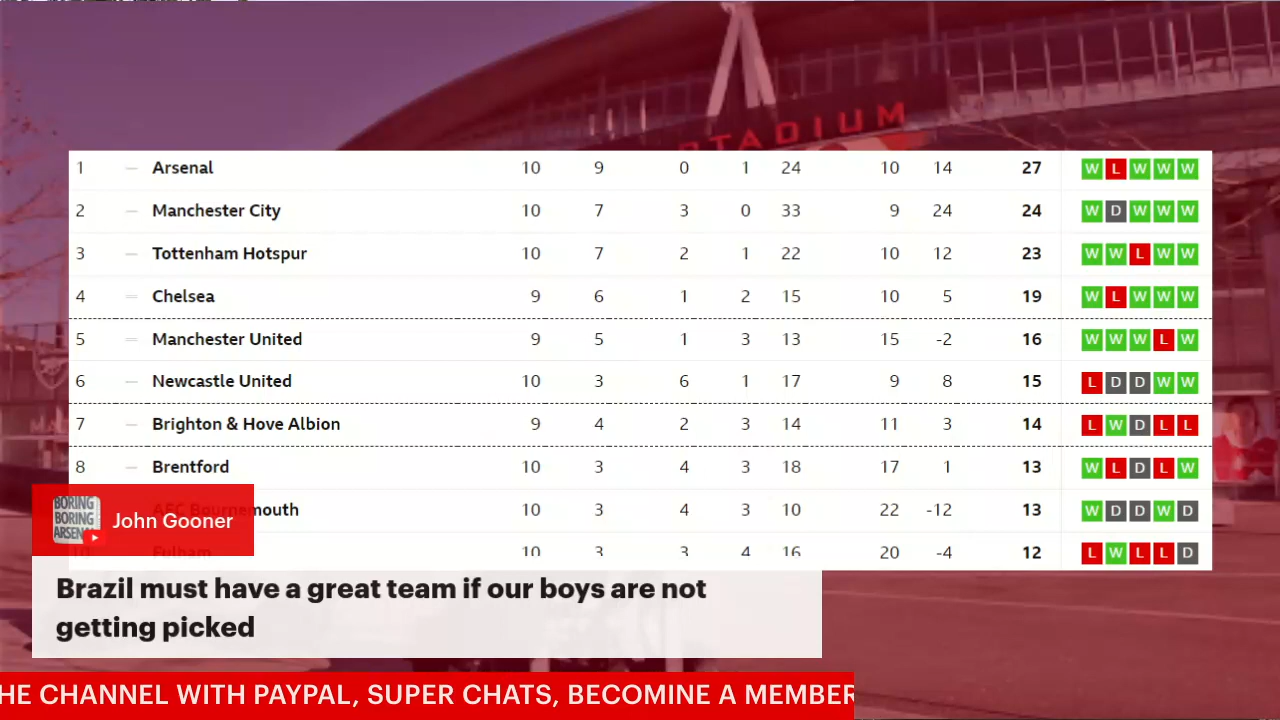 STADIUM
1 Arsenal 10 9 0 1 24 10 14 27 W L W W W
2 Manchester City 10 7 3 0 33 9 24 24 W D W W W
3 Tottenham Hotspur 10 7 2 1 22 10 12 23 W W L W W
4 Chelsea 9 6 1 2 15 10 5 19 W L W W W
5 Manchester United 9 5 1 3 13 15 -2 16 W W W L W
6 Newcastle United 10 3 6 1 17 9 8 15 L D D W W
7 Brighton & Hove Albion 9 4 2 3 14 11 3 14 L W D L L
8 Brentford 10 3 4 3 18 17 1 13 W L D L W
AFC Bournemouth 10 3 4 3 10 22 -12 13 W D D W D
10 Fulham 10 3 3 4 16 20 -4 12 L W L L D
BORING
BORING
ARSENAL
John Gooner
Brazil must have a great team if our boys are not
getting picked
HE CHANNEL WITH PAYPAL, SUPER CHATS, BECOMINE A MEMBER